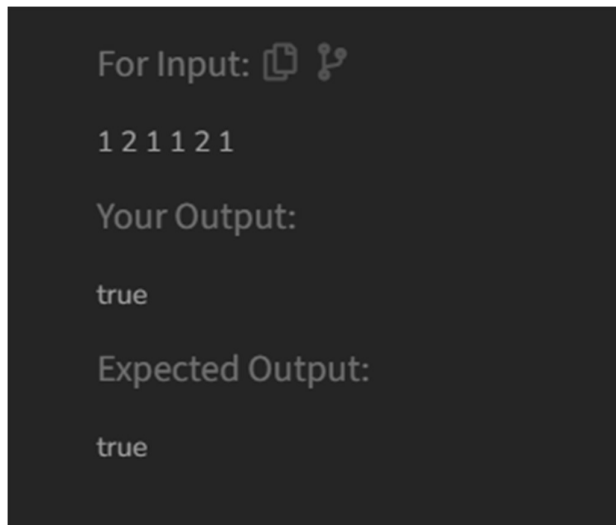 For Input:
1 2 1 1 2 1
Your Output:
true
Expected Output:
true